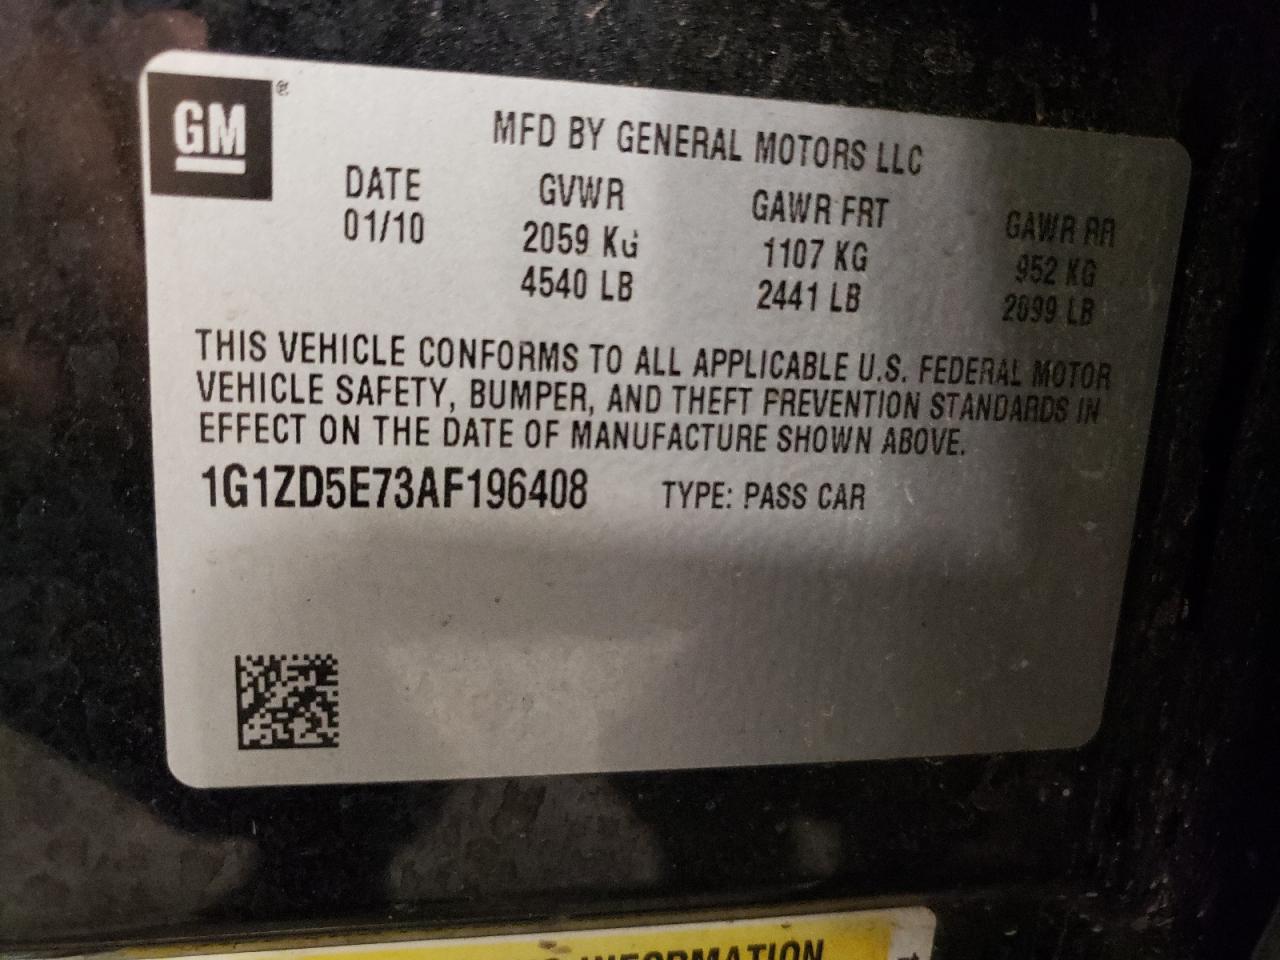 GM ®
MFD BY GENERAL MOTORS LLC
DATE GVWR GAWR FRT GAWR RR
01/10 2059 KG 1107 KG 952 KG
4540 LB 2441 LB 2099 LB
THIS VEHICLE CONFORMS TO ALL APPLICABLE U.S. FEDERAL MOTOR
VEHICLE SAFETY, BUMPER, AND THEFT PREVENTION STANDARDS IN
EFFECT ON THE DATE OF MANUFACTURE SHOWN ABOVE.
1G1ZD5E73AF196408 TYPE: PASS CAR
INFORMATION